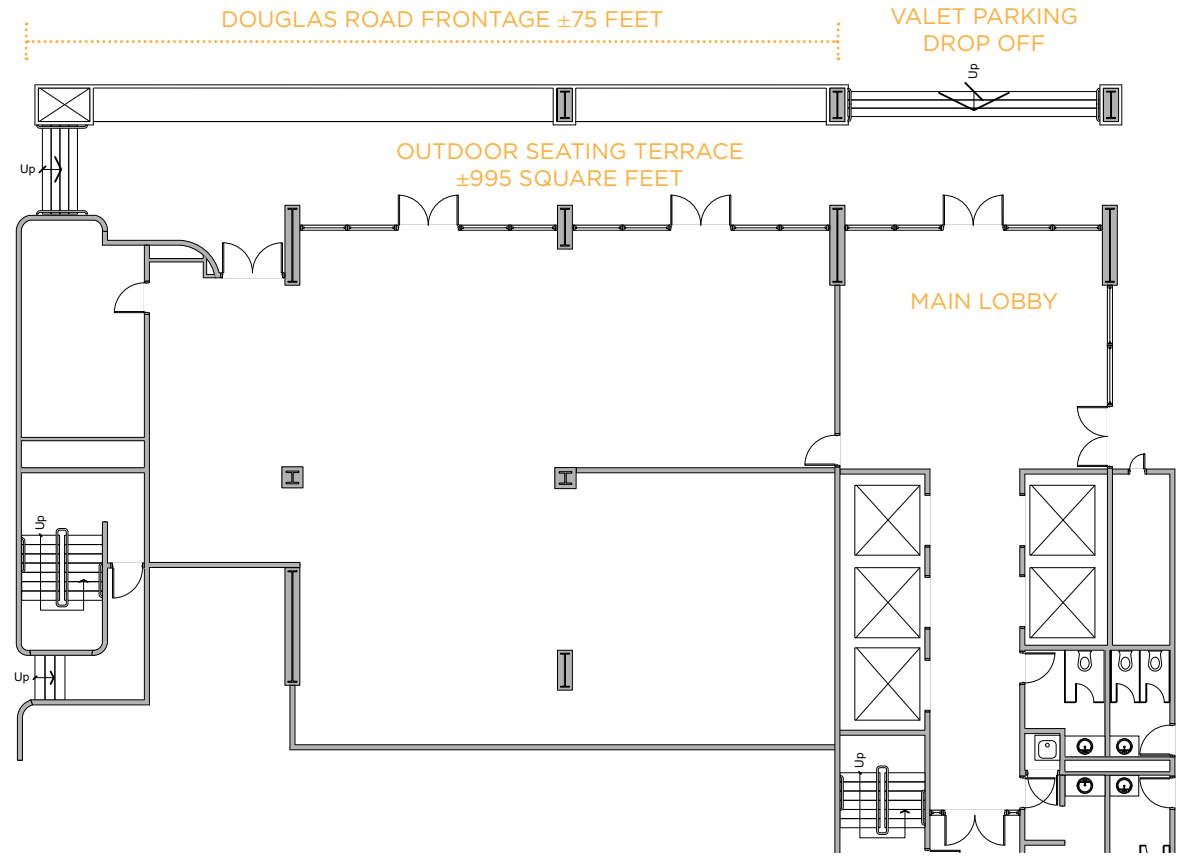 DOUGLAS ROAD FRONTAGE ±75 FEET
VALET PARKING
DROP OFF
Up
OUTDOOR SEATING TERRACE
±995 SQUARE FEET
Up
MAIN LOBBY
Up
Up
Up